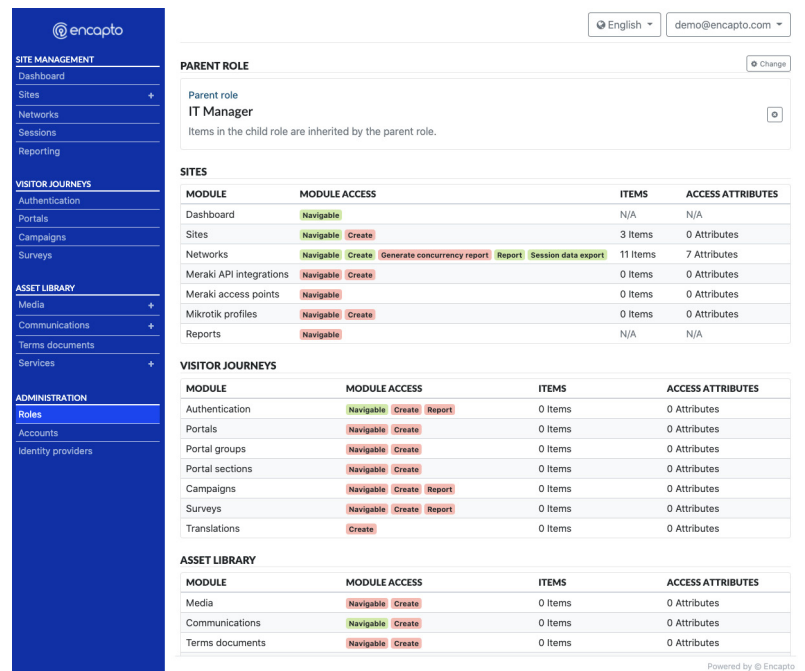 encapto
English
demo@encapto.com
SITE MANAGEMENT
Dashboard
Sites +
Networks
Sessions
Reporting
VISITOR JOURNEYS
Authentication
Portals
Campaigns
Surveys
ASSET LIBRARY
Media +
Communications +
Terms documents
Services +
ADMINISTRATION
Roles
Accounts
Identity providers
PARENT ROLE
Change
Parent role
IT Manager
Items in the child role are inherited by the parent role.
SITES
MODULE MODULE ACCESS ITEMS ACCESS ATTRIBUTES
Dashboard Navigable N/A N/A
Sites Navigable Create 3 Items 0 Attributes
Networks Navigable Create Generate concurrency report Report Session data export 11 Items 7 Attributes
Meraki API integrations Navigable Create 0 Items 0 Attributes
Meraki access points Navigable 0 Items 0 Attributes
Mikrotik profiles Navigable Create 0 Items 0 Attributes
Reports Navigable N/A N/A
VISITOR JOURNEYS
MODULE MODULE ACCESS ITEMS ACCESS ATTRIBUTES
Authentication Navigable Create Report 0 Items 0 Attributes
Portals Navigable Create 0 Items 0 Attributes
Portal groups Navigable Create 0 Items 0 Attributes
Portal sections Navigable Create 0 Items 0 Attributes
Campaigns Navigable Create Report 0 Items 0 Attributes
Surveys Navigable Create Report 0 Items 0 Attributes
Translations Create 0 Items 0 Attributes
ASSET LIBRARY
MODULE MODULE ACCESS ITEMS ACCESS ATTRIBUTES
Media Navigable Create 0 Items 0 Attributes
Communications Navigable Create 0 Items 0 Attributes
Terms documents Navigable Create 0 Items 0 Attributes
Powered by @ Encapto